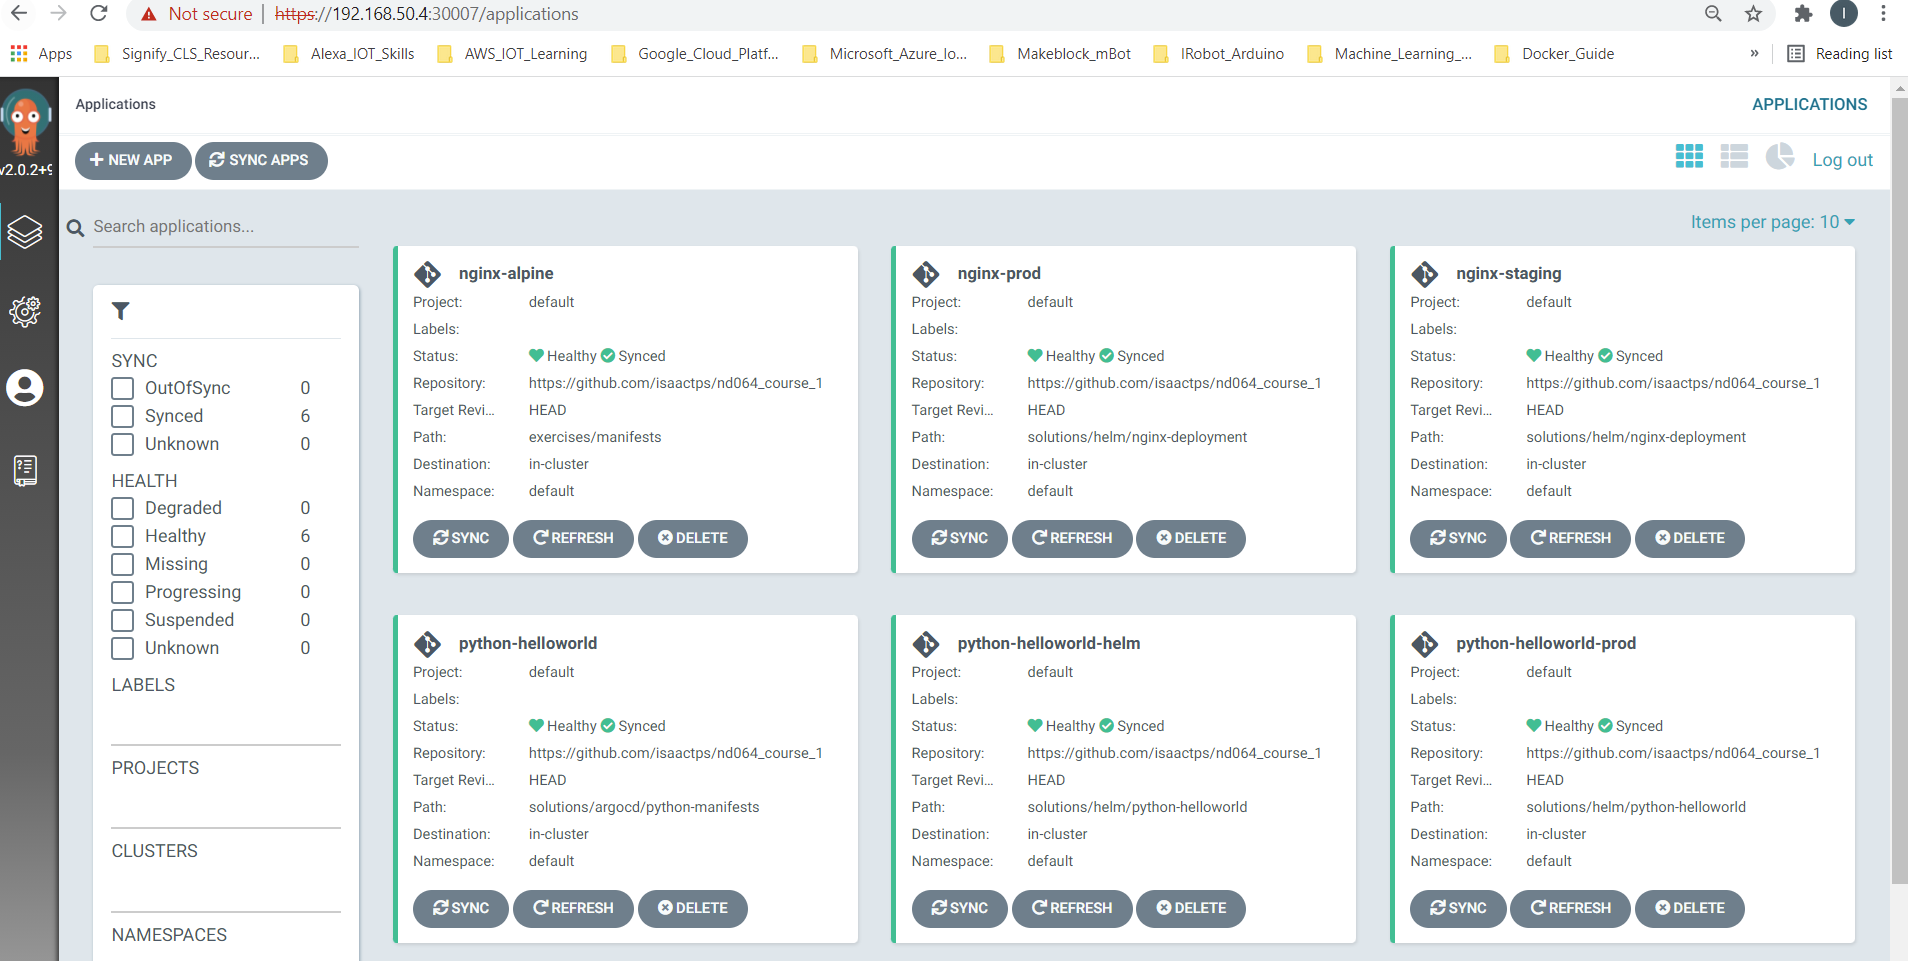 Not secure | https://192.168.50.4:30007/applications
Apps Signify_CLS_Resour... Alexa_IOT_Skills AWS_IOT_Learning Google_Cloud_Platf... Microsoft_Azure_Io... Makeblock_mBot IRobot_Arduino Machine_Learning_... Docker_Guide » Reading list
Applications APPLICATIONS
v2.0.2+9
NEW APP SYNC APPS Log out
Search applications...
Items per page: 10
SYNC
OutOfSync 0
Synced 6
Unknown 0
HEALTH
Degraded 0
Healthy 6
Missing 0
Progressing 0
Suspended 0
Unknown 0
LABELS
PROJECTS
CLUSTERS
NAMESPACES
nginx-alpine
Project: default
Labels:
Status: Healthy Synced
Repository: https://github.com/isaactps/nd064_course_1
Target Revi... HEAD
Path: exercises/manifests
Destination: in-cluster
Namespace: default
SYNC REFRESH DELETE
nginx-prod
Project: default
Labels:
Status: Healthy Synced
Repository: https://github.com/isaactps/nd064_course_1
Target Revi... HEAD
Path: solutions/helm/nginx-deployment
Destination: in-cluster
Namespace: default
SYNC REFRESH DELETE
nginx-staging
Project: default
Labels:
Status: Healthy Synced
Repository: https://github.com/isaactps/nd064_course_1
Target Revi... HEAD
Path: solutions/helm/nginx-deployment
Destination: in-cluster
Namespace: default
SYNC REFRESH DELETE
python-helloworld
Project: default
Labels:
Status: Healthy Synced
Repository: https://github.com/isaactps/nd064_course_1
Target Revi... HEAD
Path: solutions/argocd/python-manifests
Destination: in-cluster
Namespace: default
SYNC REFRESH DELETE
python-helloworld-helm
Project: default
Labels:
Status: Healthy Synced
Repository: https://github.com/isaactps/nd064_course_1
Target Revi... HEAD
Path: solutions/helm/python-helloworld
Destination: in-cluster
Namespace: default
SYNC REFRESH DELETE
python-helloworld-prod
Project: default
Labels:
Status: Healthy Synced
Repository: https://github.com/isaactps/nd064_course_1
Target Revi... HEAD
Path: solutions/helm/python-helloworld
Destination: in-cluster
Namespace: default
SYNC REFRESH DELETE